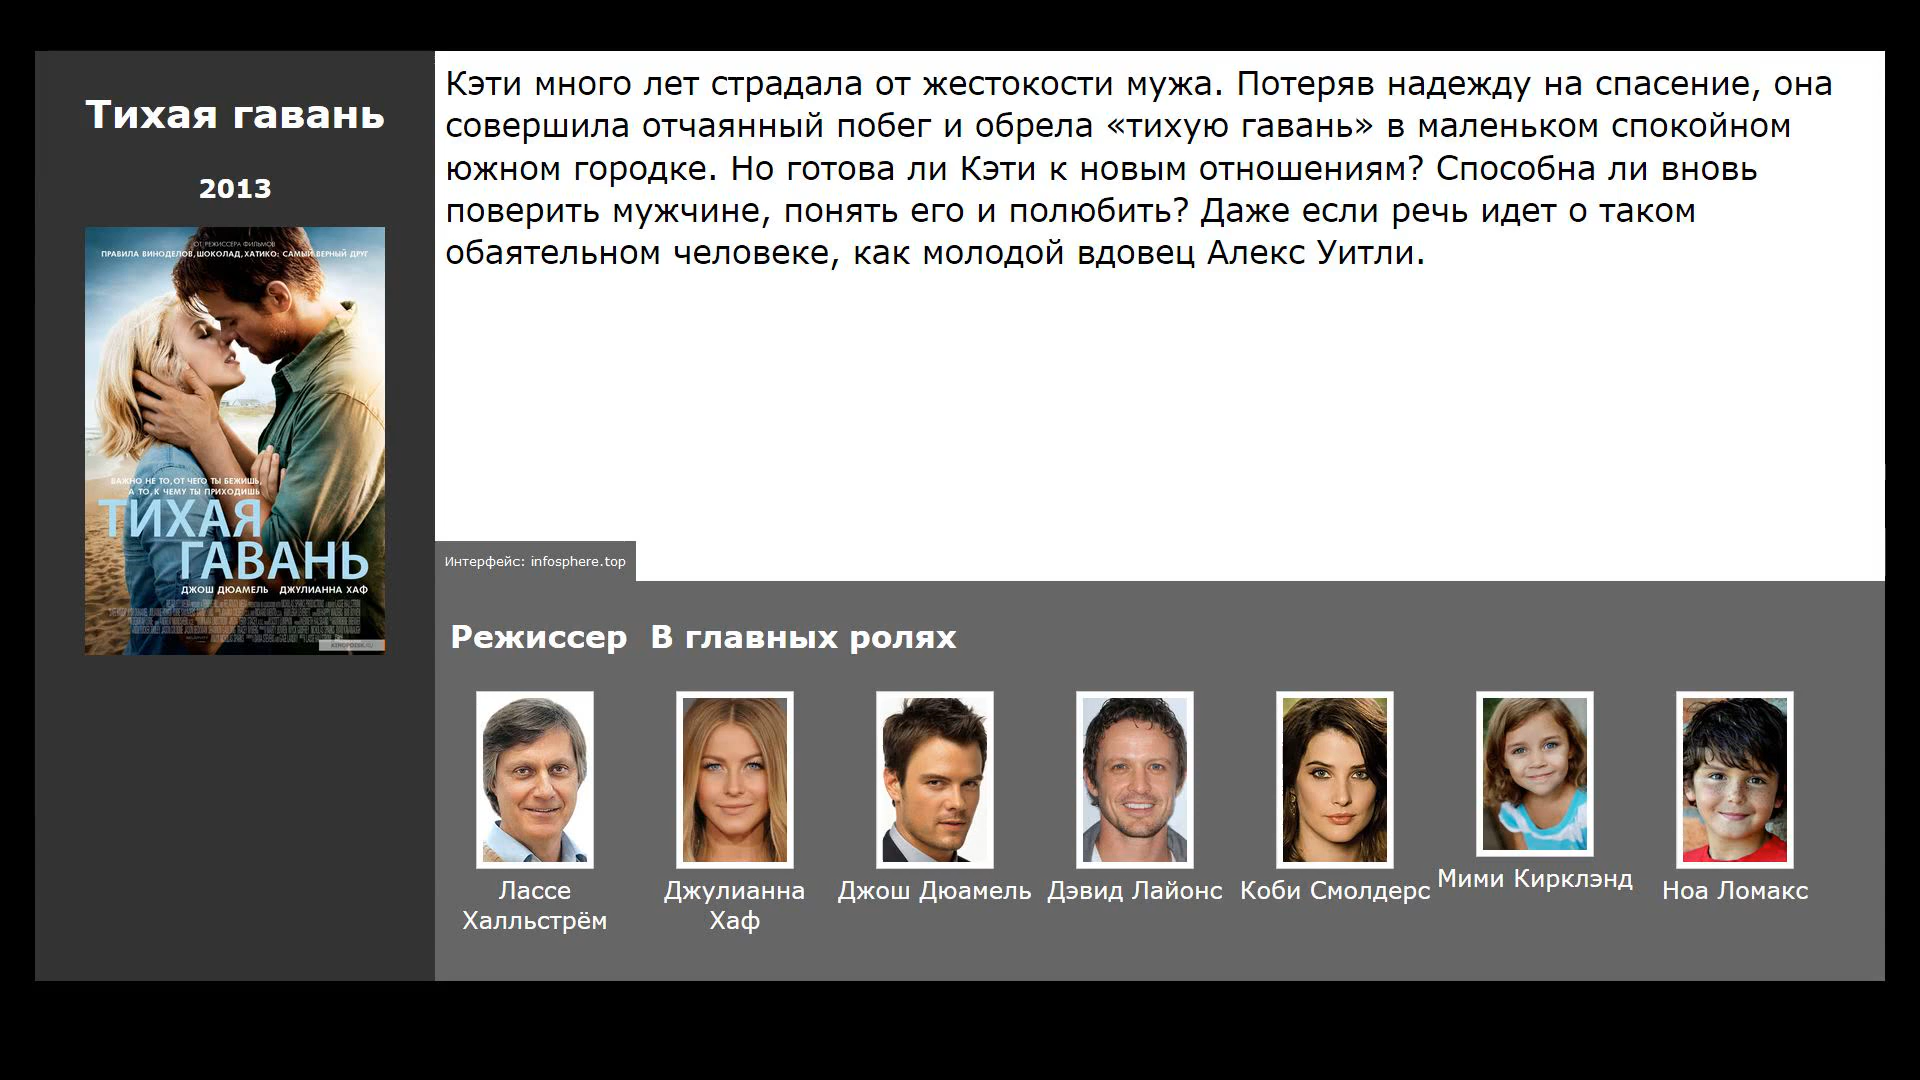 Тихая гавань
2013
ОТ РЕЖИССЕРА ФИЛЬМОВ
ПРАВИЛА ВИНОДЕЛОВ, ШОКОЛАД, ХАТИКО: САМЫЙ ВЕРНЫЙ ДРУГ
ВАЖНО НЕ ТО, ОТ ЧЕГО ТЫ БЕЖИШЬ,
А ТО, К ЧЕМУ ТЫ ПРИХОДИШЬ
ТИХАЯ
ГАВАНЬ
ДЖОШ ДЮАМЕЛЬ ДЖУЛИАННА ХАФ
Кэти много лет страдала от жестокости мужа. Потеряв надежду на спасение, она
совершила отчаянный побег и обрела «тихую гавань» в маленьком спокойном
южном городке. Но готова ли Кэти к новым отношениям? Способна ли вновь
поверить мужчине, понять его и полюбить? Даже если речь идет о таком
обаятельном человеке, как молодой вдовец Алекс Уитли.
Интерфейс: infosphere.top
Режиссер В главных ролях
Лассе
Халльстрём
Джулианна
Хаф
Джош Дюамель
Дэвид Лайонс
Коби Смолдерс
Мими Кирклэнд
Ноа Ломакс